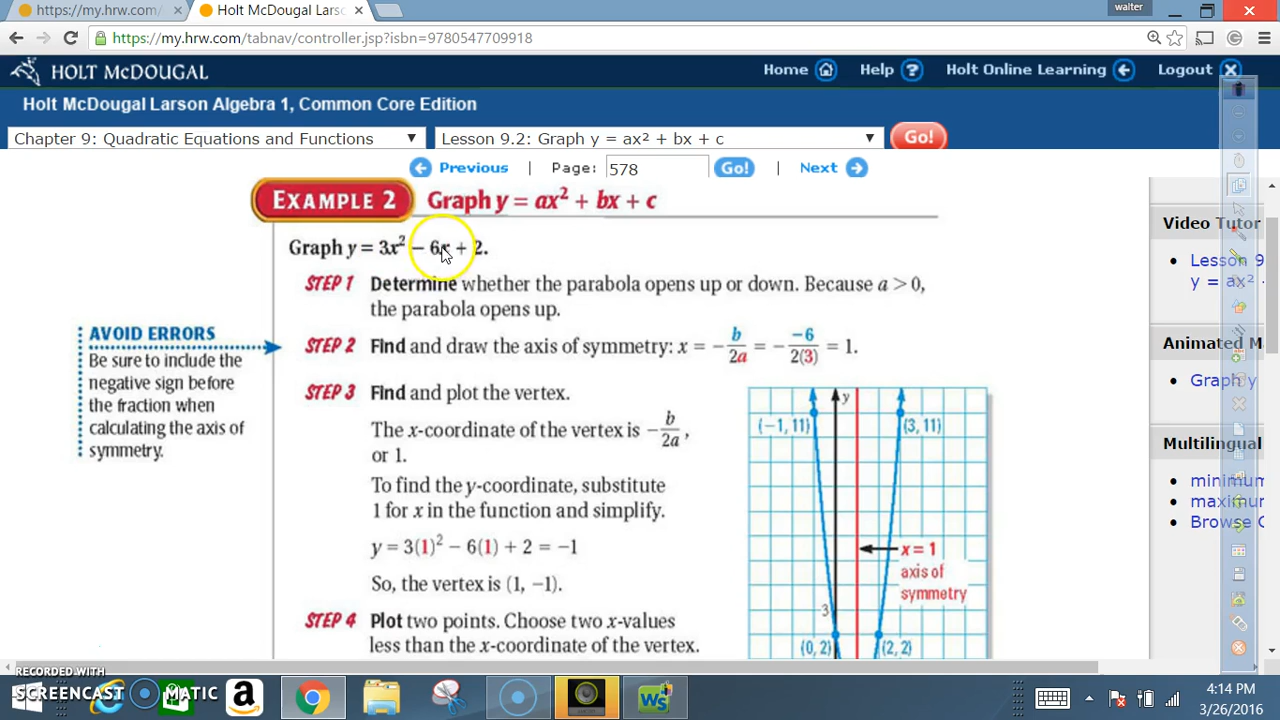 https://my.hrw.com/tabnav/
Holt McDougal Lars
walter
https://my.hrw.com/tabnav/controller.jsp?isbn=9780547709918
HOLT MCDOUGAL
Home
Help
Holt Online Learning
Logout
Holt McDougal Larson Algebra 1, Common Core Edition
Chapter 9: Quadratic Equations and Functions
Lesson 9.2: Graph y = ax² + bx + c
Go!
Previous | Page: 578 Go! | Next
EXAMPLE 2 Graph y = ax² + bx + c
Graph y = 3x² − 6x + 2.
STEP 1 Determine whether the parabola opens up or down. Because a > 0,
the parabola opens up.
AVOID ERRORS
Be sure to include the
negative sign before
the fraction when
calculating the axis of
symmetry.
STEP 2 Find and draw the axis of symmetry: x = −b/2a = −−6/2(3) = 1.
STEP 3 Find and plot the vertex.
The x-coordinate of the vertex is −b/2a,
or 1.
To find the y-coordinate, substitute
1 for x in the function and simplify.
y = 3(1)² − 6(1) + 2 = −1
So, the vertex is (1, −1).
STEP 4 Plot two points. Choose two x-values
less than the x-coordinate of the vertex.
y
(−1, 11)
(3, 11)
x = 1
axis of
symmetry
3
(0, 2)
(2, 2)
Video Tutor
Lesson 9
y = ax²
Animated M
Graph y
Multilingual
minimum
maximum
Browse
RECORDED WITH
SCREENCAST MATIC
4:14 PM
3/26/2016